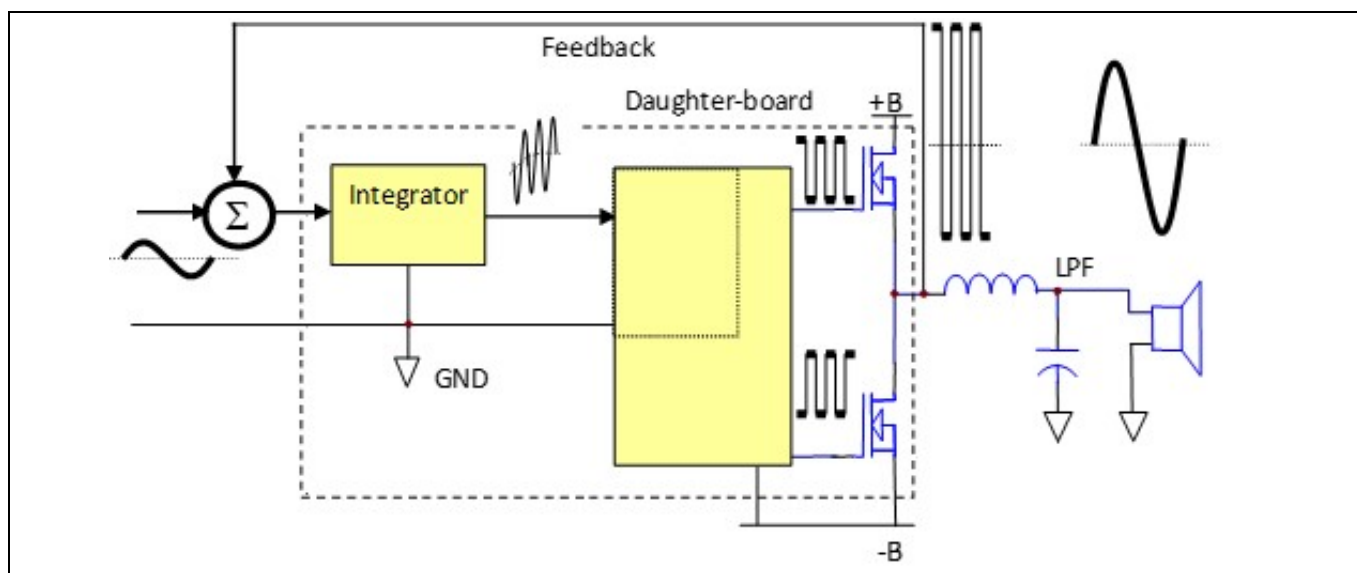 Feedback
Daughter-board
+B
Integrator
Σ
LPF
GND
-B